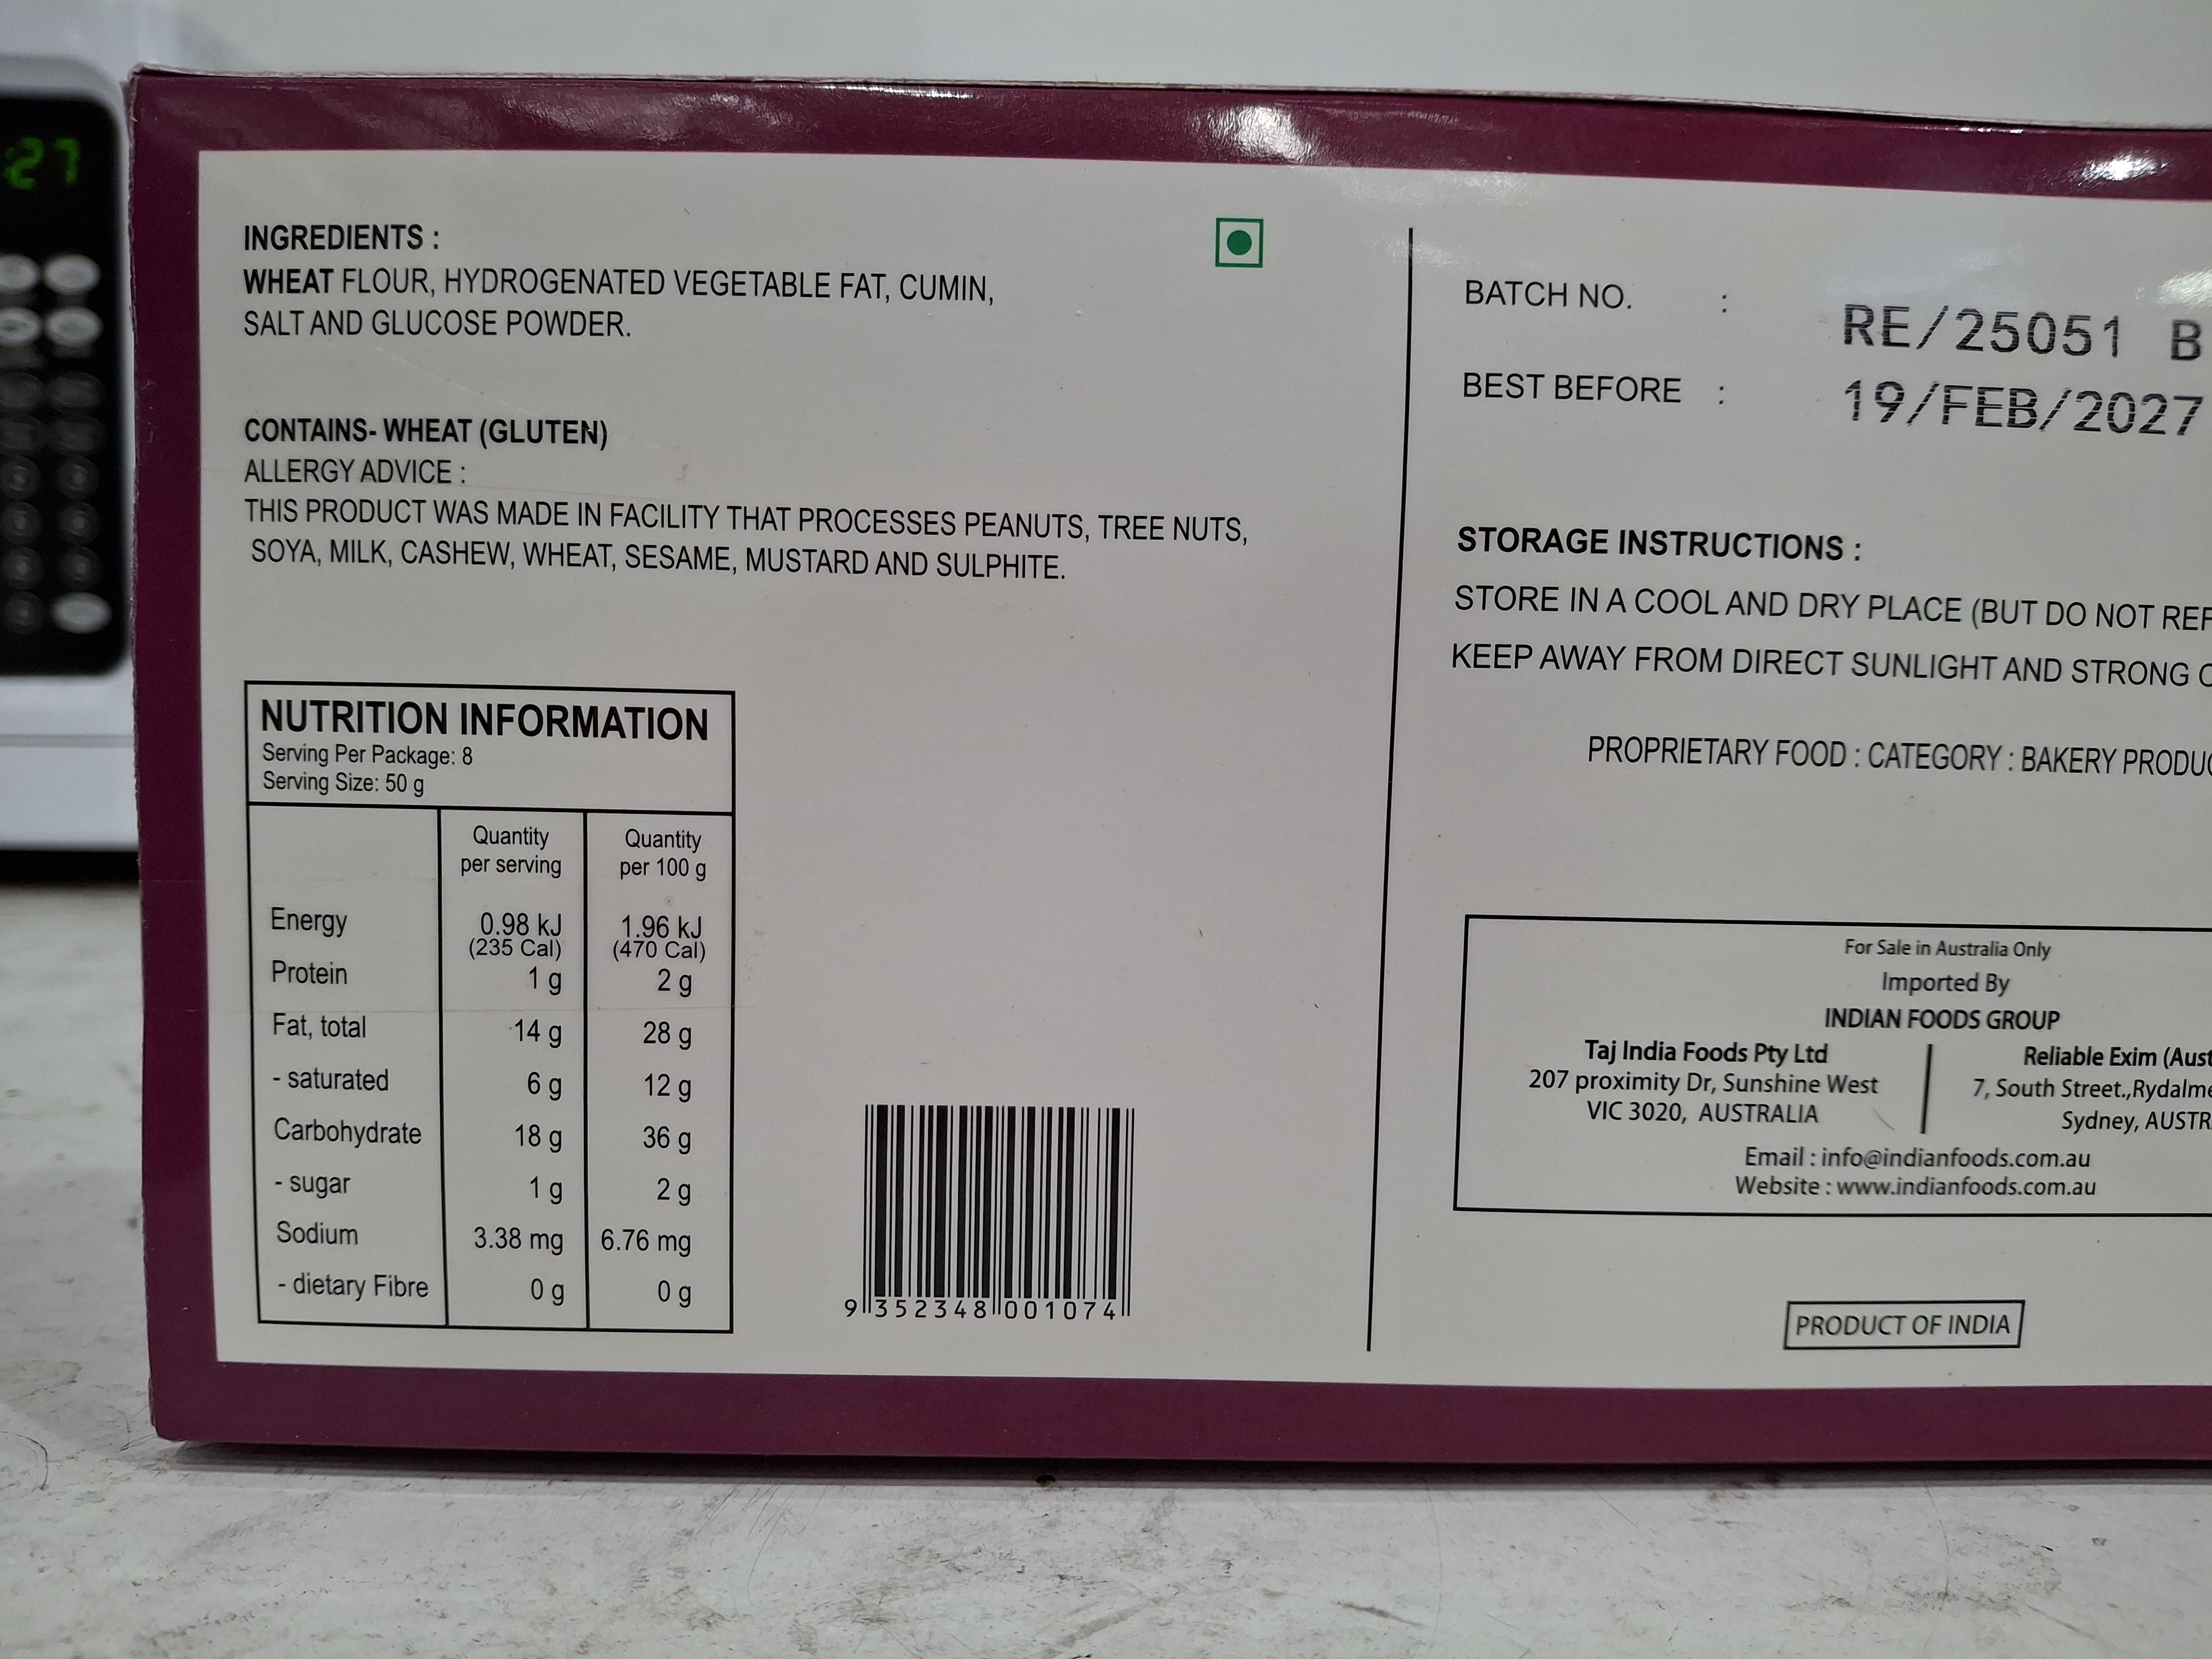 :27
INGREDIENTS :
WHEAT FLOUR, HYDROGENATED VEGETABLE FAT, CUMIN,
SALT AND GLUCOSE POWDER.
CONTAINS- WHEAT (GLUTEN)
ALLERGY ADVICE :
THIS PRODUCT WAS MADE IN FACILITY THAT PROCESSES PEANUTS, TREE NUTS,
SOYA, MILK, CASHEW, WHEAT, SESAME, MUSTARD AND SULPHITE.
NUTRITION INFORMATION
Serving Per Package: 8
Serving Size: 50 g
Quantity per serving Quantity per 100 g
Energy 0.98 kJ 1.96 kJ
(235 Cal) (470 Cal)
Protein 1 g 2 g
Fat, total 14 g 28 g
- saturated 6 g 12 g
Carbohydrate 18 g 36 g
- sugar 1 g 2 g
Sodium 3.38 mg 6.76 mg
- dietary Fibre 0 g 0 g
9 352348 001074
BATCH NO. : RE/25051 B
BEST BEFORE : 19/FEB/2027
STORAGE INSTRUCTIONS :
STORE IN A COOL AND DRY PLACE (BUT DO NOT
KEEP AWAY FROM DIRECT SUNLIGHT AND STRONG
PROPRIETARY FOOD : CATEGORY : BAKERY
For Sale in Australia Only
Imported By
INDIAN FOODS GROUP
Taj India Foods Pty Ltd
207 proximity Dr, Sunshine West
VIC 3020, AUSTRALIA
Reliable Exim (Aust
7, South Street.,Rydalme
Sydney, AUSTR
Email : info@indianfoods.com.au
Website : www.indianfoods.com.au
PRODUCT OF INDIA